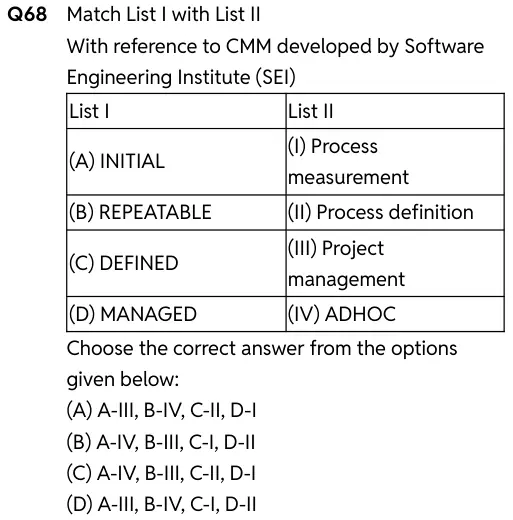 Q68 Match List I with List II
With reference to CMM developed by Software
Engineering Institute (SEI)
List I List II
(A) INITIAL (I) Process
measurement
(B) REPEATABLE (II) Process definition
(C) DEFINED (III) Project
management
(D) MANAGED (IV) ADHOC
Choose the correct answer from the options
given below:
(A) A-III, B-IV, C-II, D-I
(B) A-IV, B-III, C-I, D-II
(C) A-IV, B-III, C-II, D-I
(D) A-III, B-IV, C-I, D-II